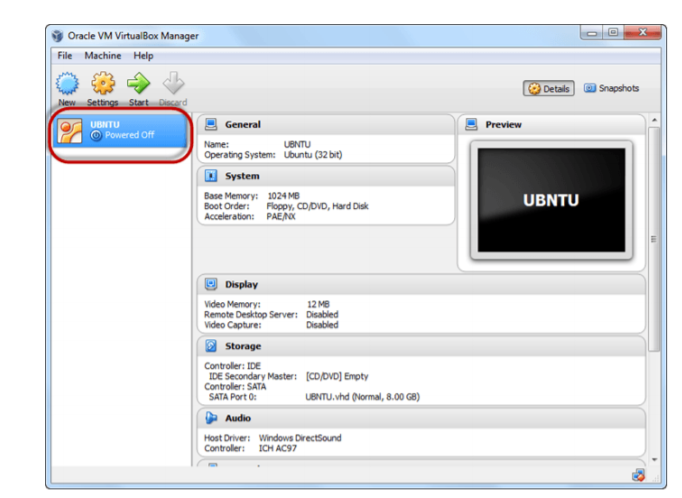 Oracle VM VirtualBox Manager
File Machine Help
New Settings Start Discard
Details Snapshots
UBNTU
Powered Off
General
Name: UBNTU
Operating System: Ubuntu (32 bit)
System
Base Memory: 1024 MB
Boot Order: Floppy, CD/DVD, Hard Disk
Acceleration: PAE/NX
Preview
UBNTU
Display
Video Memory: 12 MB
Remote Desktop Server: Disabled
Video Capture: Disabled
Storage
Controller: IDE
IDE Secondary Master: [CD/DVD] Empty
Controller: SATA
SATA Port 0: UBNTU.vhd (Normal, 8.00 GB)
Audio
Host Driver: Windows DirectSound
Controller: ICH AC97